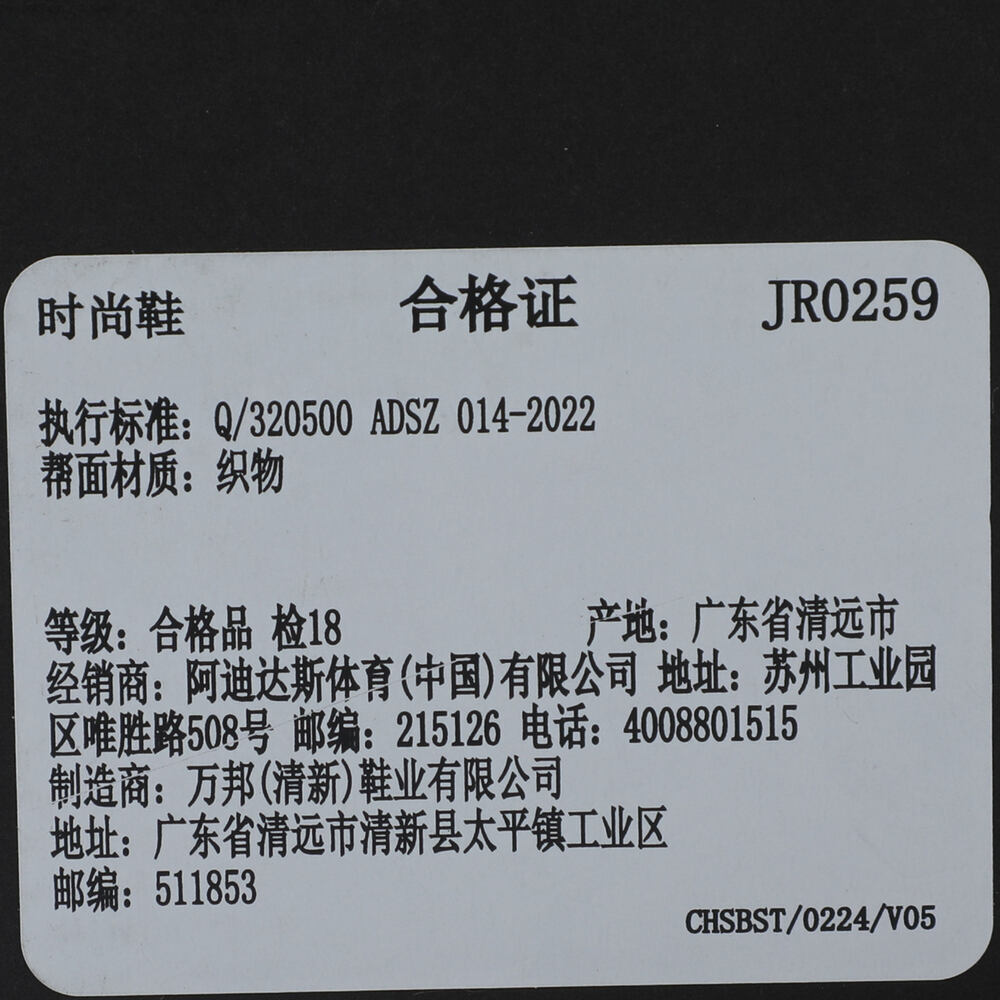 时尚鞋 合格证 JR0259
执行标准: Q/320500 ADSZ 014-2022
帮面材质: 织物
等级: 合格品 检18 产地: 广东省清远市
经销商: 阿迪达斯体育(中国)有限公司 地址: 苏州工业园
区唯胜路508号 邮编: 215126 电话: 4008801515
制造商: 万邦(清新)鞋业有限公司
地址: 广东省清远市清新县太平镇工业区
邮编: 511853
CHSBST/0224/V05